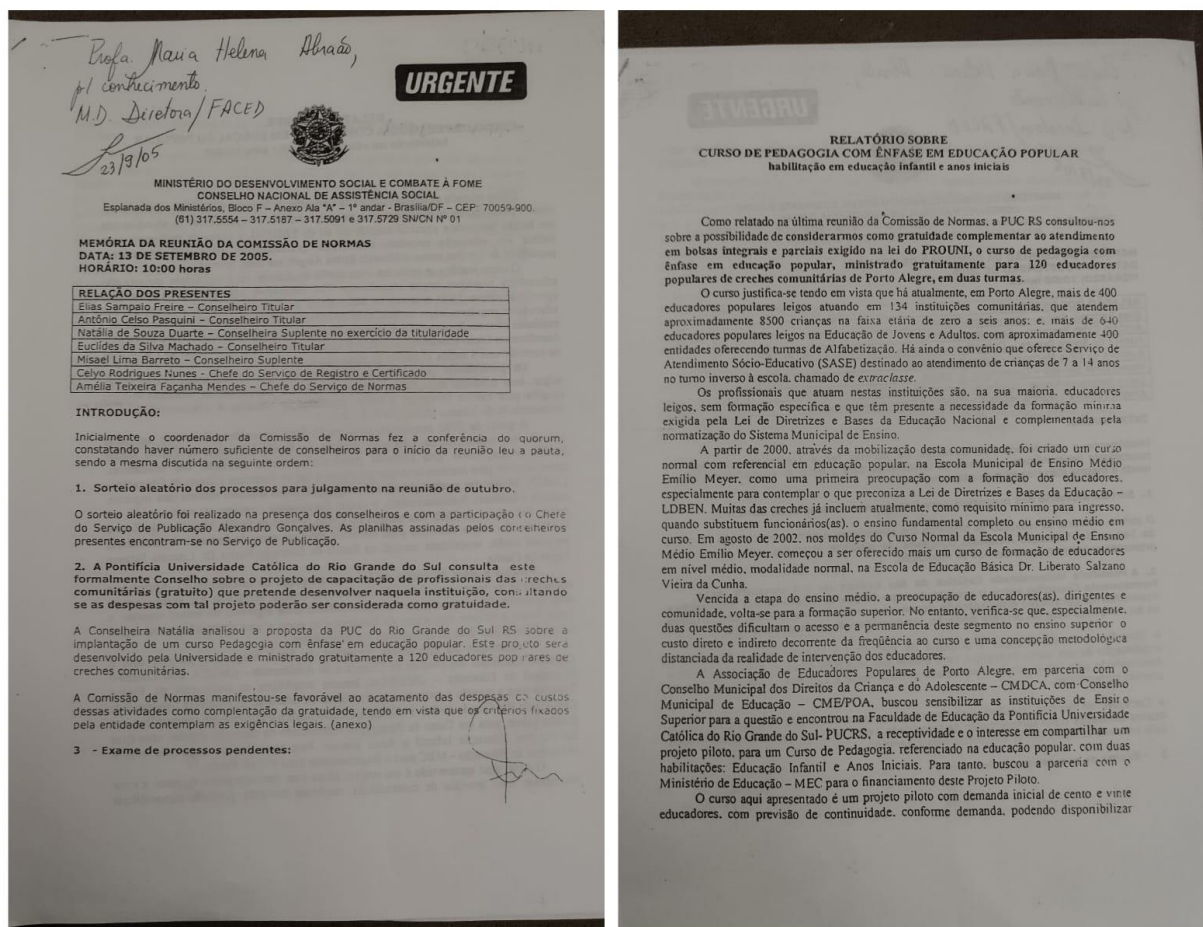 Profa. Maria Helena Abraão,
p/ conhecimento.
M.D. Diretora/FACED
23/9/05
URGENTE
MINISTÉRIO DO DESENVOLVIMENTO SOCIAL E COMBATE À FOME
CONSELHO NACIONAL DE ASSISTÊNCIA SOCIAL
Esplanada dos Ministérios, Bloco F – Anexo Ala "A" – 1º andar - Brasília/DF – CEP: 70059-900.
(61) 317.5554 – 317.5187 – 317.5091 e 317.5729 SN/CN Nº 01
MEMÓRIA DA REUNIÃO DA COMISSÃO DE NORMAS
DATA: 13 DE SETEMBRO DE 2005.
HORÁRIO: 10:00 horas
RELAÇÃO DOS PRESENTES
Elias Sampaio Freire – Conselheiro Titular
Antônio Celso Pasquini – Conselheiro Titular
Natália de Souza Duarte – Conselheira Suplente no exercício da titularidade
Euclídes da Silva Machado – Conselheiro Titular
Misael Lima Barreto – Conselheiro Suplente
Celyo Rodrigues Nunes - Chefe do Serviço de Registro e Certificado
Amélia Teixeira Façanha Mendes – Chefe do Serviço de Normas
INTRODUÇÃO:
Inicialmente o coordenador da Comissão de Normas fez a conferência do quorum,
constatando haver número suficiente de conselheiros para o início da reunião leu a pauta,
sendo a mesma discutida na seguinte ordem:
1. Sorteio aleatório dos processos para julgamento na reunião de outubro.
O sorteio aleatório foi realizado na presença dos conselheiros e com a participação do Chefe
do Serviço de Publicação Alexandro Gonçalves. As planilhas assinadas pelos conselheiros
presentes encontram-se no Serviço de Publicação.
2. A Pontifícia Universidade Católica do Rio Grande do Sul consulta este
formalmente Conselho sobre o projeto de capacitação de profissionais das creches
comunitárias (gratuito) que pretende desenvolver naquela instituição, consultando
se as despesas com tal projeto poderão ser considerada como gratuidade.
A Conselheira Natália analisou a proposta da PUC do Rio Grande do Sul RS sobre a
implantação de um curso Pedagogia com ênfase em educação popular. Este projeto será
desenvolvido pela Universidade e ministrado gratuitamente a 120 educadores populares de
creches comunitárias.
A Comissão de Normas manifestou-se favorável ao acatamento das despesas custos
dessas atividades como complentação da gratuidade, tendo em vista que os critérios fixados
pela entidade contemplam as exigências legais. (anexo)
3 - Exame de processos pendentes:
RELATÓRIO SOBRE
CURSO DE PEDAGOGIA COM ÊNFASE EM EDUCAÇÃO POPULAR
habilitação em educação infantil e anos iniciais
Como relatado na última reunião da Comissão de Normas, a PUC RS consultou-nos
sobre a possibilidade de considerarmos como gratuidade complementar ao atendimento
em bolsas integrais e parciais exigido na lei do PROUNI, o curso de pedagogia com
ênfase em educação popular, ministrado gratuitamente para 120 educadores
populares de creches comunitárias de Porto Alegre, em duas turmas.
O curso justifica-se tendo em vista que há atualmente, em Porto Alegre, mais de 400
educadores populares leigos atuando em 134 instituições comunitárias, que atendem
aproximadamente 8500 crianças na faixa etária de zero a seis anos; e, mais de 640
educadores populares leigos na Educação de Jovens e Adultos, com aproximadamente 400
entidades oferecendo turmas de Alfabetização. Há ainda o convênio que oferece Serviço de
Atendimento Sócio-Educativo (SASE) destinado ao atendimento de crianças de 7 a 14 anos
no turno inverso à escola, chamado de extraclasse.
Os profissionais que atuam nestas instituições são, na sua maioria, educadores
leigos, sem formação especifica e que têm presente a necessidade da formação mínima
exigida pela Lei de Diretrizes e Bases da Educação Nacional e complementada pela
normatização do Sistema Municipal de Ensino.
A partir de 2000, através da mobilização desta comunidade, foi criado um curso
normal com referencial em educação popular, na Escola Municipal de Ensino Médio
Emílio Meyer, como uma primeira preocupação com a formação dos educadores,
especialmente para contemplar o que preconiza a Lei de Diretrizes e Bases da Educação –
LDBEN. Muitas das creches já incluem atualmente, como requisito mínimo para ingresso,
quando substituem funcionários(as), o ensino fundamental completo ou ensino médio em
curso. Em agosto de 2002, nos moldes do Curso Normal da Escola Municipal de Ensino
Médio Emílio Meyer, começou a ser oferecido mais um curso de formação de educadores
em nível médio, modalidade normal, na Escola de Educação Básica Dr. Liberato Salzano
Vieira da Cunha.
Vencida a etapa do ensino médio, a preocupação de educadores(as), dirigentes e
comunidade, volta-se para a formação superior. No entanto, verifica-se que, especialmente,
duas questões dificultam o acesso e a permanência deste segmento no ensino superior o
custo direto e indireto decorrente da freqüência ao curso e uma concepção metodológica
distanciada da realidade de intervenção dos educadores.
A Associação de Educadores Populares de Porto Alegre, em parceria com o
Conselho Municipal dos Direitos da Criança e do Adolescente – CMDCA, com Conselho
Municipal de Educação – CME/POA, buscou sensibilizar as instituições de Ensino
Superior para a questão e encontrou na Faculdade de Educação da Pontifícia Universidade
Católica do Rio Grande do Sul- PUCRS, a receptividade e o interesse em compartilhar um
projeto piloto, para um Curso de Pedagogia, referenciado na educação popular, com duas
habilitações: Educação Infantil e Anos Iniciais. Para tanto, buscou a parceria com o
Ministério de Educação – MEC para o financiamento deste Projeto Piloto.
O curso aqui apresentado é um projeto piloto com demanda inicial de cento e vinte
educadores, com previsão de continuidade, conforme demanda, podendo disponibilizar